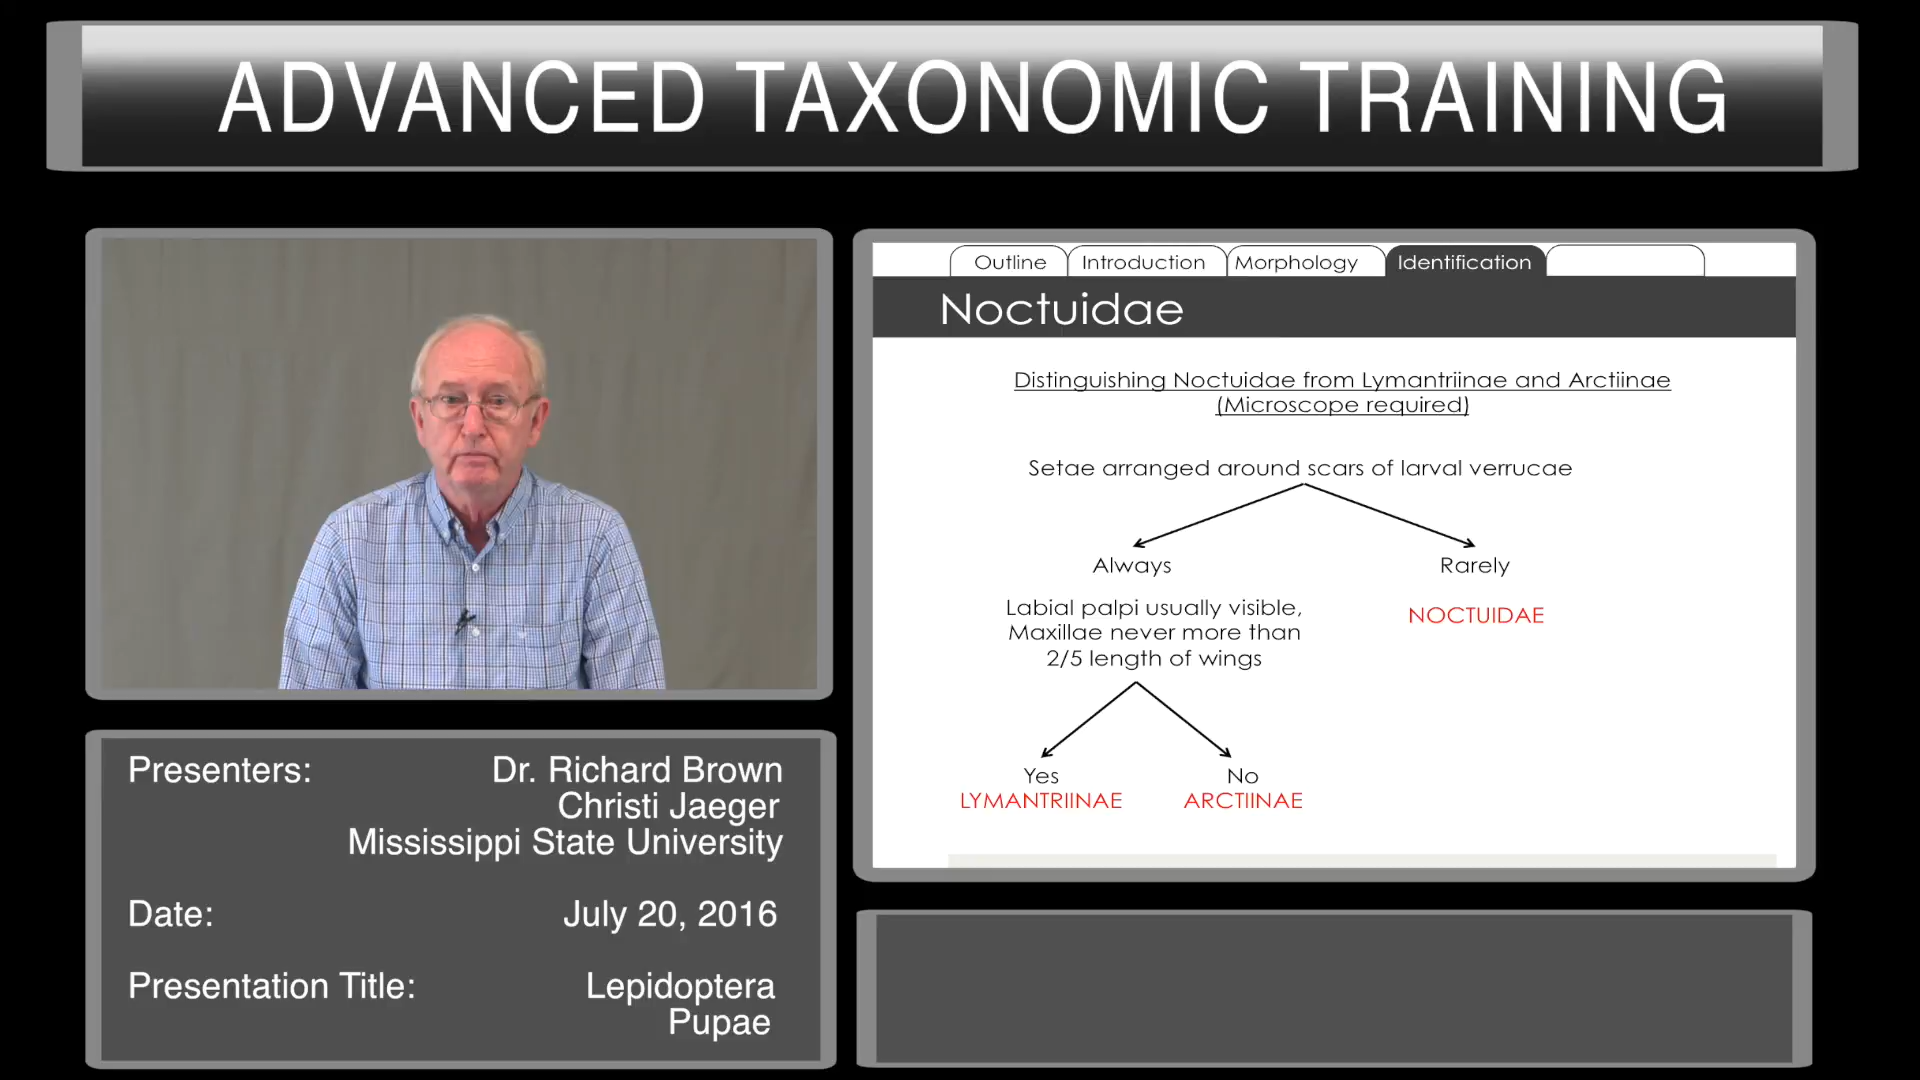 ADVANCED TAXONOMIC TRAINING
Outline
Introduction
Morphology
Identification
Noctuidae
Distinguishing Noctuidae from Lymantriinae and Arctiinae
(Microscope required)
Setae arranged around scars of larval verrucae
Always
Rarely
Labial palpi usually visible,
Maxillae never more than
2/5 length of wings
NOCTUIDAE
Yes
LYMANTRIINAE
No
ARCTIINAE
Presenters: Dr. Richard Brown
Christi Jaeger
Mississippi State University
Date: July 20, 2016
Presentation Title: Lepidoptera
Pupae